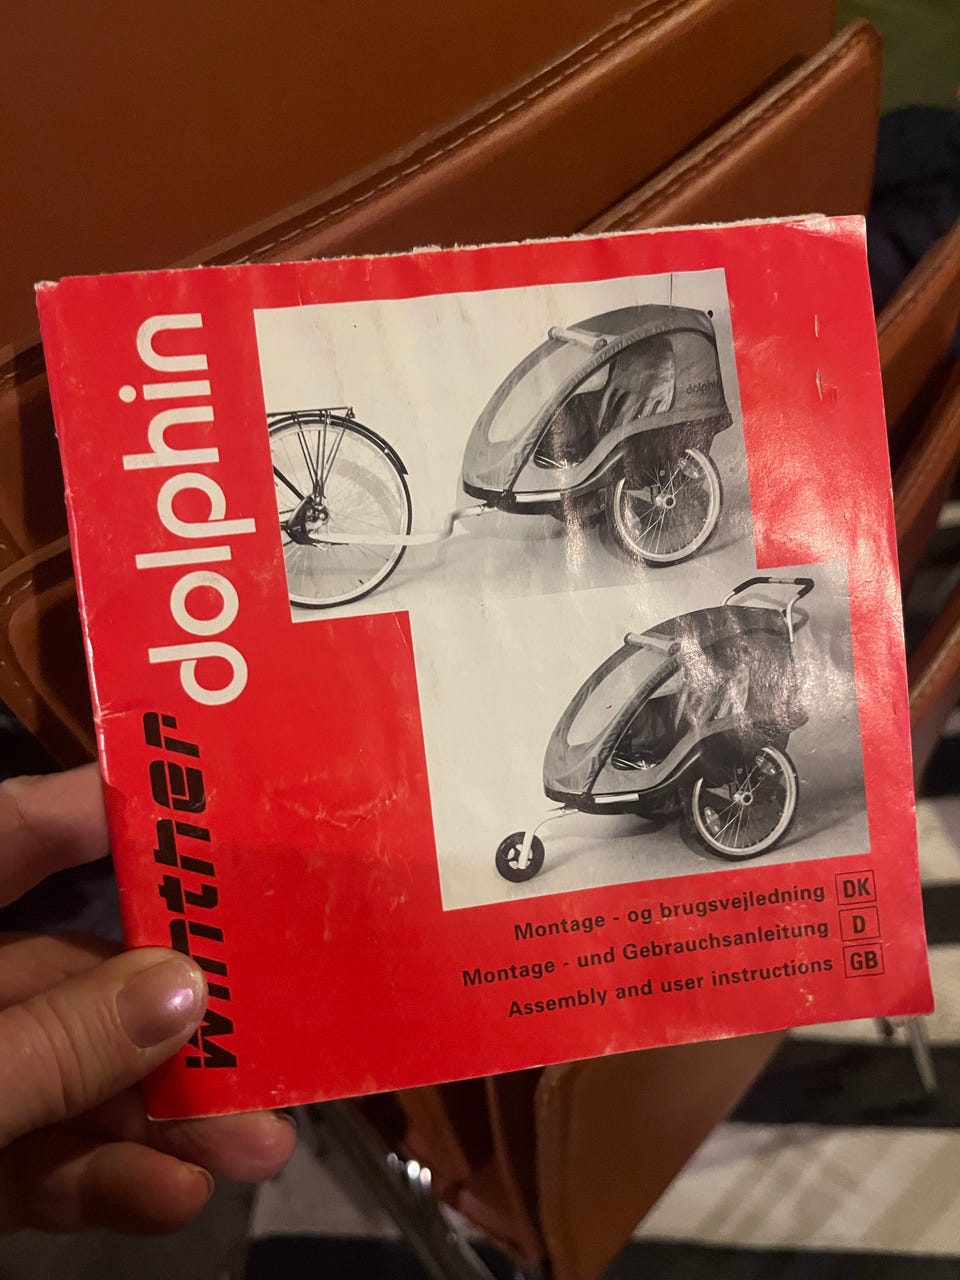 winther dolphin
dolphin
Montage - og brugsvejledning DK
Montage - und Gebrauchsanleitung D
Assembly and user instructions GB